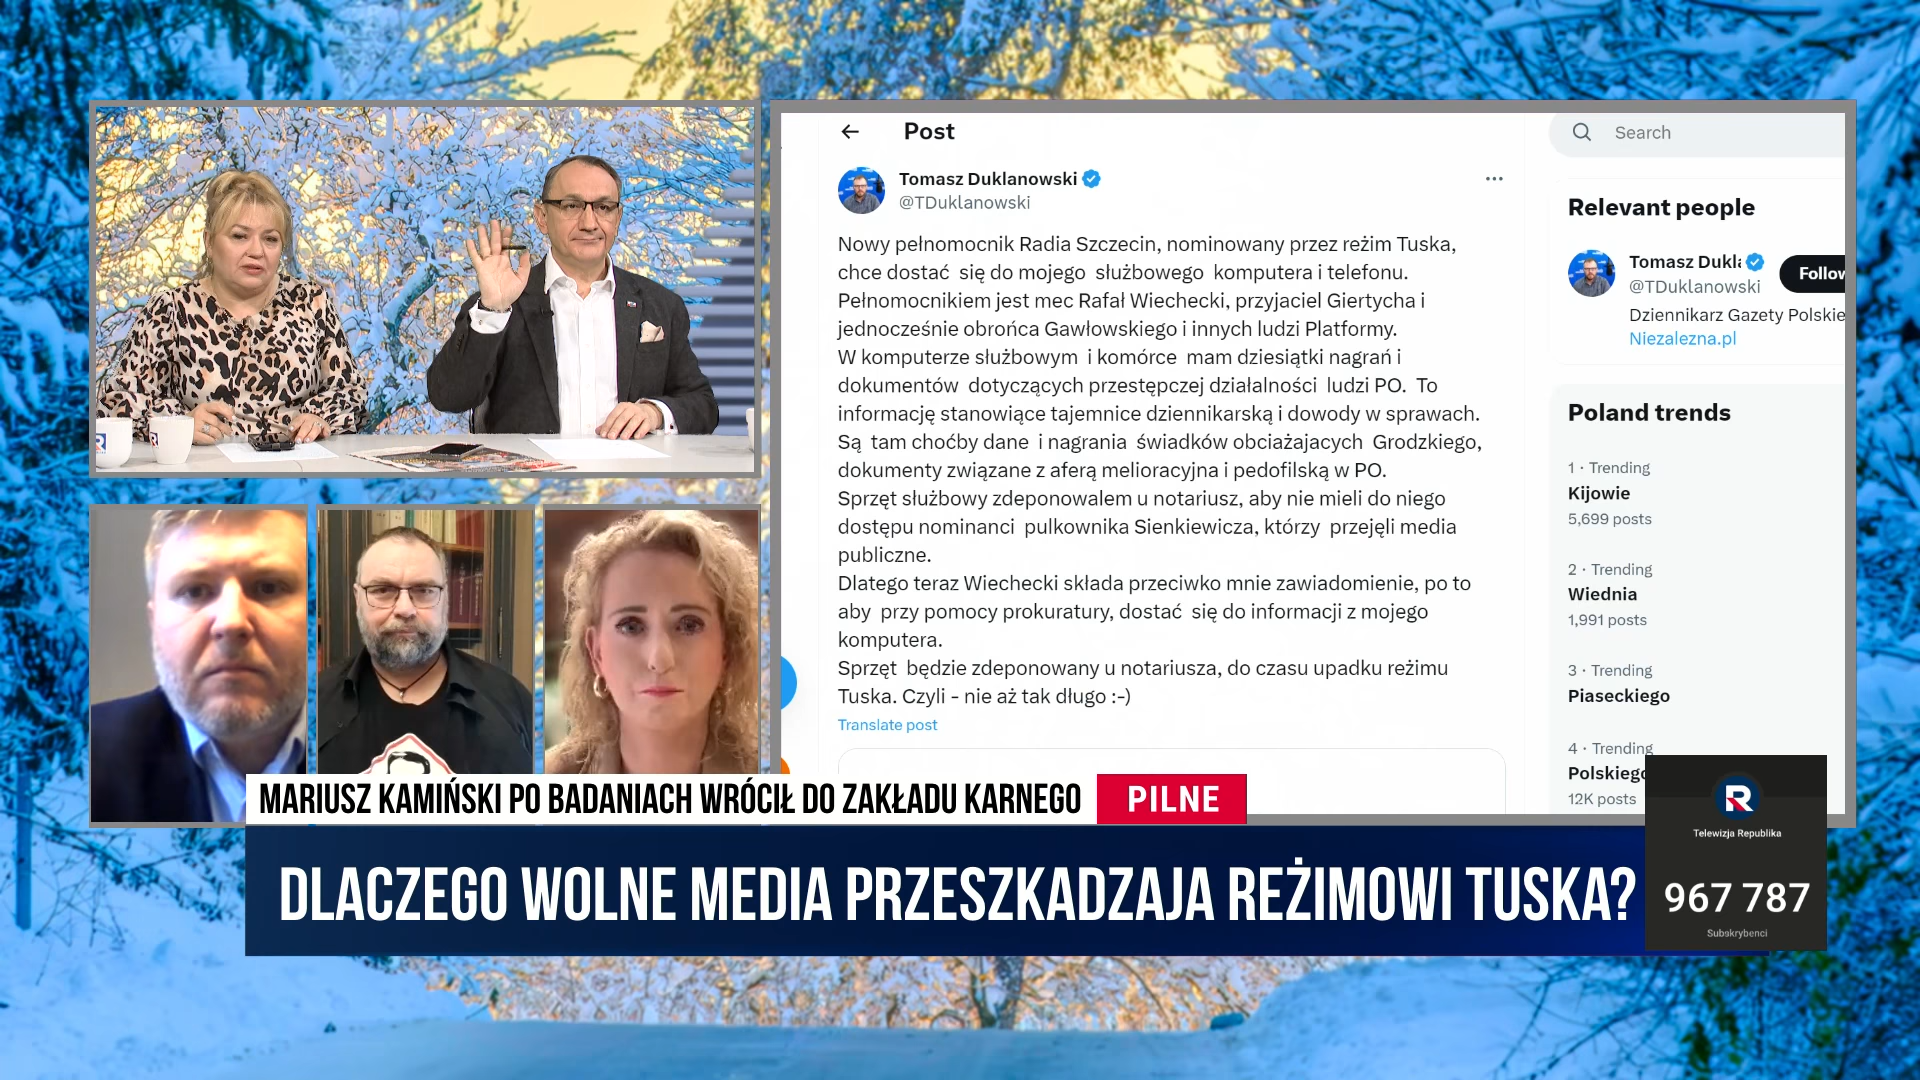 Post
Tomasz Duklanowski
@TDuklanowski
Nowy pełnomocnik Radia Szczecin, nominowany przez reżim Tuska,
chce dostać się do mojego służbowego komputera i telefonu.
Pełnomocnikiem jest mec Rafał Wiechecki, przyjaciel Giertycha i
jednocześnie obrońca Gawłowskiego i innych ludzi Platformy.
W komputerze służbowym i komórce mam dziesiątki nagrań i
dokumentów dotyczących przestępczej działalności ludzi PO. To
informację stanowiące tajemnice dziennikarską i dowody w sprawach.
Są tam choćby dane i nagrania świadków obciażajacych Grodzkiego,
dokumenty związane z aferą melioracyjna i pedofilską w PO.
Sprzęt służbowy zdeponowalem u notariusz, aby nie mieli do niego
dostępu nominanci pulkownika Sienkiewicza, którzy przejęli media
publiczne.
Dlatego teraz Wiechecki składa przeciwko mnie zawiadomienie, po to
aby przy pomocy prokuratury, dostać się do informacji z mojego
komputera.
Sprzęt będzie zdeponowany u notariusza, do czasu upadku reżimu
Tuska. Czyli - nie aż tak długo :-)
Translate post
Search
Relevant people
Tomasz Dukla
@TDuklanowski
Follow
Dziennikarz Gazety Polskie
Niezalezna.pl
Poland trends
1 · Trending
Kijowie
5,699 posts
2 · Trending
Wiednia
1,991 posts
3 · Trending
Piaseckiego
4 · Trending
Polskiego
12K posts
MARIUSZ KAMIŃSKI PO BADANIACH WRÓCIŁ DO ZAKŁADU KARNEGO
PILNE
DLACZEGO WOLNE MEDIA PRZESZKADZAJA REŻIMOWI TUSKA?
R
Telewizja Republika
967 787
Subskrybenci